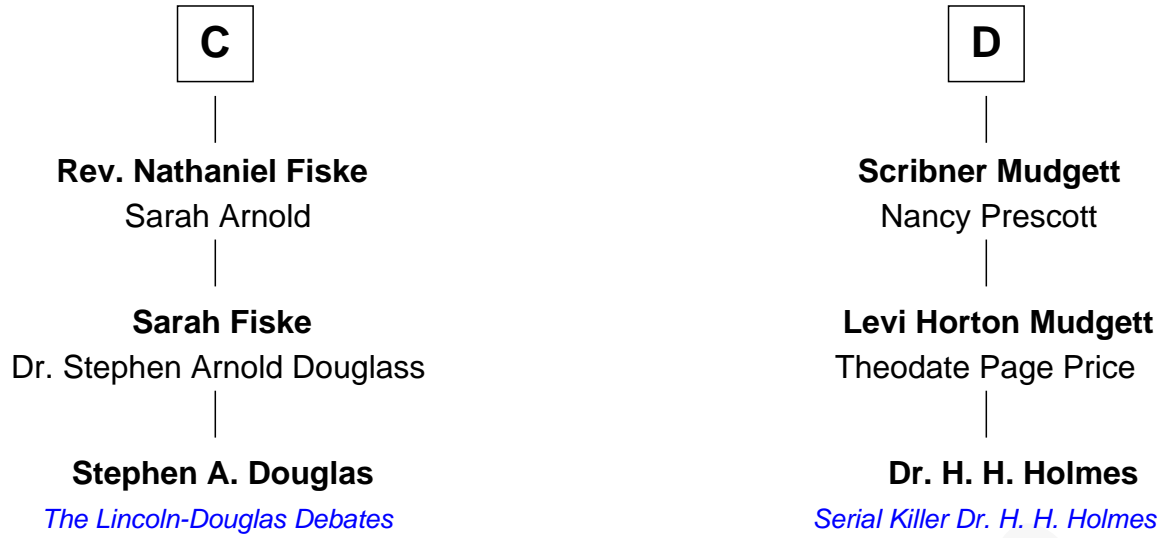 C
Rev. Nathaniel Fiske
Sarah Arnold
Sarah Fiske
Dr. Stephen Arnold Douglass
Stephen A. Douglas
The Lincoln-Douglas Debates
D
Scribner Mudgett
Nancy Prescott
Levi Horton Mudgett
Theodate Page Price
Dr. H. H. Holmes
Serial Killer Dr. H. H. Holmes